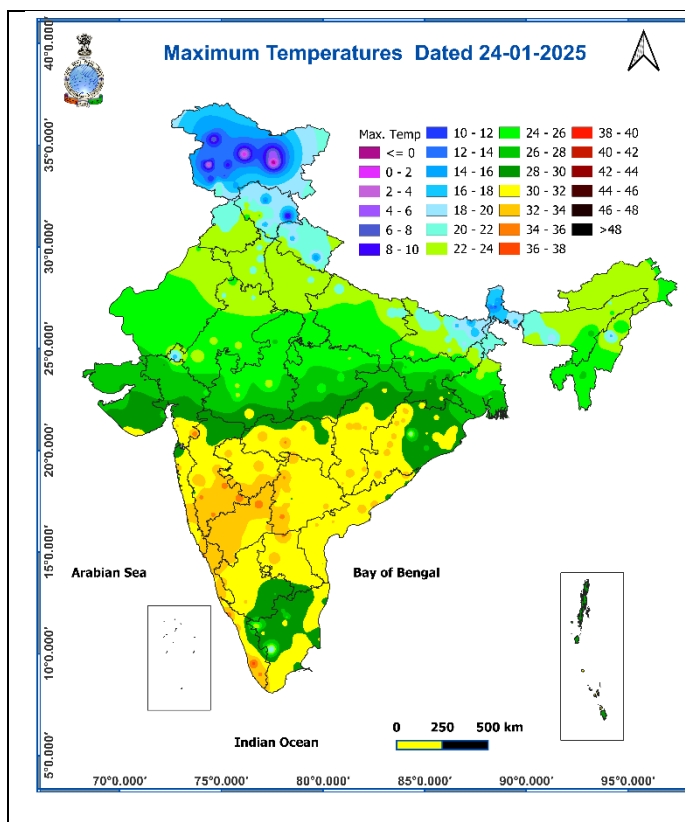 Maximum Temperatures Dated 24-01-2025
Max. Temp
<= 0
0 - 2
2 - 4
4 - 6
6 - 8
8 - 10
10 - 12
12 - 14
14 - 16
16 - 18
18 - 20
20 - 22
22 - 24
24 - 26
26 - 28
28 - 30
30 - 32
32 - 34
34 - 36
36 - 38
38 - 40
40 - 42
42 - 44
44 - 46
46 - 48
>48
40°0.000'
35°0.000'
30°0.000'
25°0.000'
20°0.000'
15°0.000'
10°0.000'
5°0.000'
Arabian Sea
Bay of Bengal
Indian Ocean
0 250 500 km
70°0.000' 75°0.000' 80°0.000' 85°0.000' 90°0.000' 95°0.000'